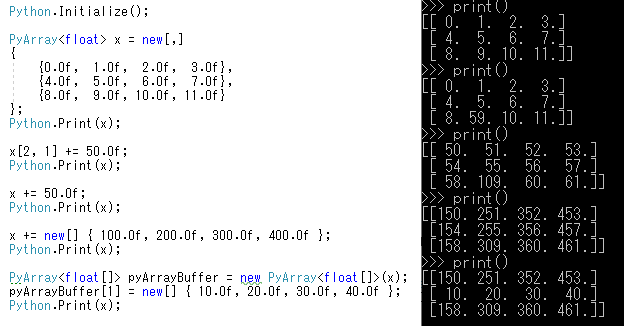 Python.Initialize();
PyArray<float> x = new[,]
{
{0.0f, 1.0f, 2.0f, 3.0f},
{4.0f, 5.0f, 6.0f, 7.0f},
{8.0f, 9.0f, 10.0f, 11.0f}
};
Python.Print(x);
x[2, 1] += 50.0f;
Python.Print(x);
x += 50.0f;
Python.Print(x);
x += new[] { 100.0f, 200.0f, 300.0f, 400.0f };
Python.Print(x);
PyArray<float[]> pyArrayBuffer = new PyArray<float[]>(x);
pyArrayBuffer[1] = new[] { 10.0f, 20.0f, 30.0f, 40.0f };
Python.Print(x);
>>> print()
[[ 0. 1. 2. 3.]
[ 4. 5. 6. 7.]
[ 8. 9. 10. 11.]]
>>> print()
[[ 0. 1. 2. 3.]
[ 4. 5. 6. 7.]
[ 8. 59. 10. 11.]]
>>> print()
[[ 50. 51. 52. 53.]
[ 54. 55. 56. 57.]
[ 58. 109. 60. 61.]]
>>> print()
[[150. 251. 352. 453.]
[154. 255. 356. 457.]
[158. 309. 360. 461.]]
>>> print()
[[150. 251. 352. 453.]
[ 10. 20. 30. 40.]
[158. 309. 360. 461.]]